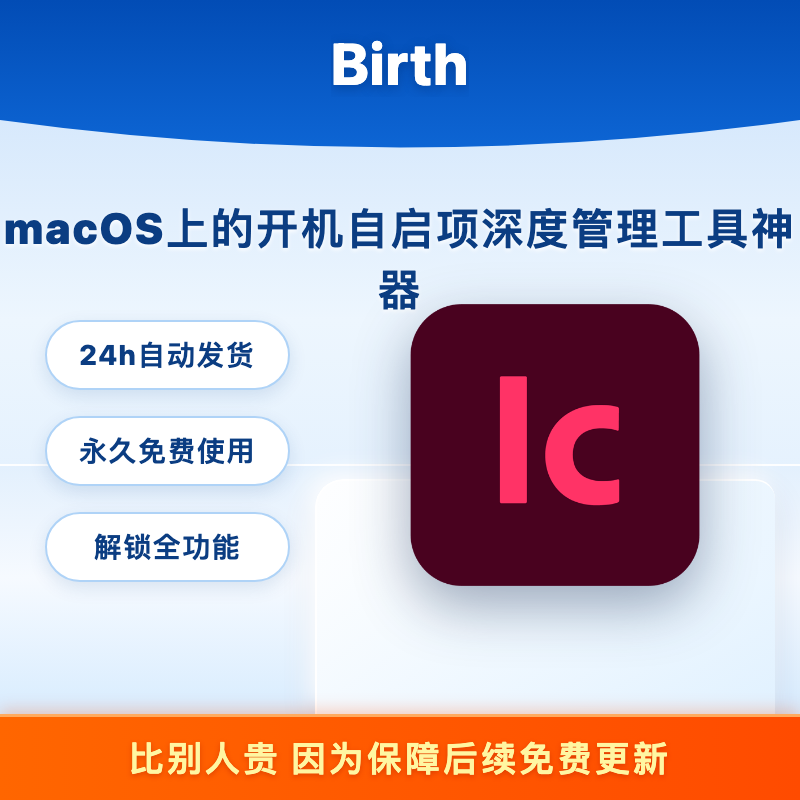 Birth
macOS上的开机自启项深度管理工具神
器
24h自动发货
永久免费使用
解锁全功能
Ic
比别人贵 因为保障后续免费更新